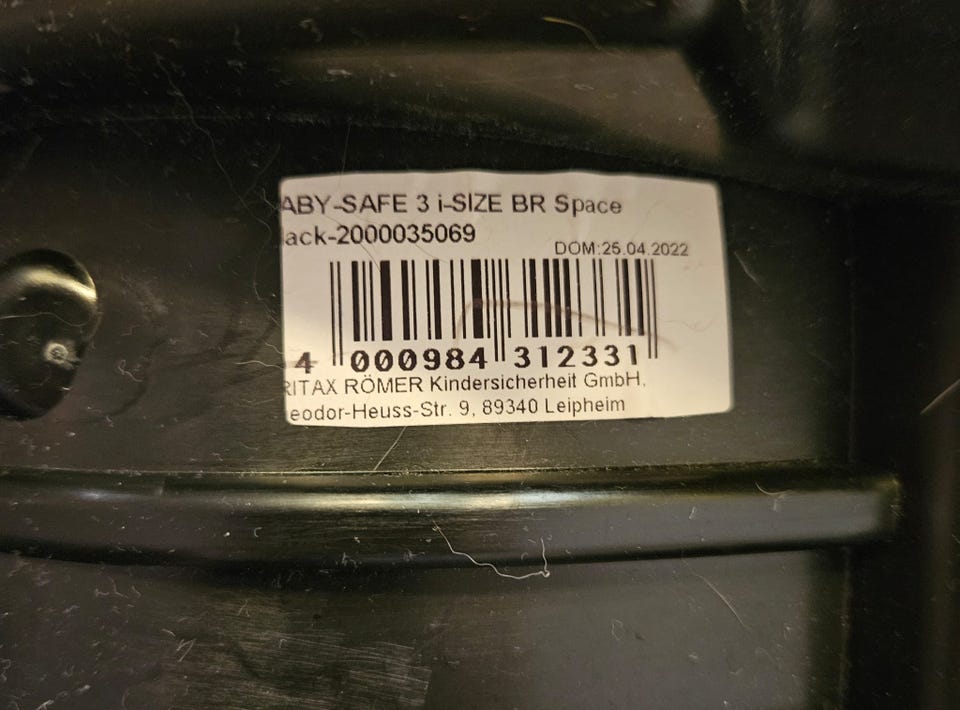 ABY-SAFE 3 i-SIZE BR Space
lack-2000035069
DOM:25.04.2022
4 000984 312331
RITAX RÖMER Kindersicherheit GmbH,
eodor-Heuss-Str. 9, 89340 Leipheim